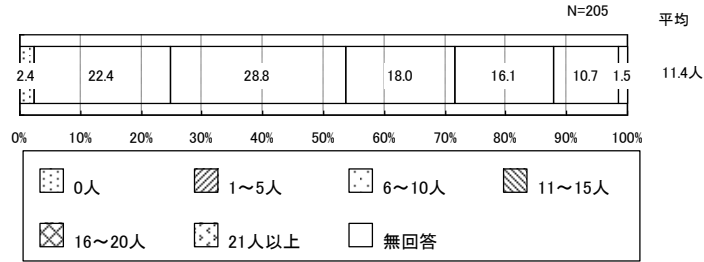 N=205
平均
2.4 22.4 28.8 18.0 16.1 10.7 1.5 11.4人
0% 10% 20% 30% 40% 50% 60% 70% 80% 90% 100%
0人 1～5人 6～10人 11～15人
16～20人 21人以上 無回答